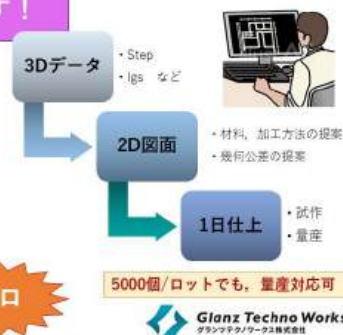 す！
3Dデータ
・Step
・Igs など
2D図面
・材料，加工方法の提案
・幾何公差の提案
1日仕上
・試作
・量産
ロ
5000個/ロットでも，量産対応可
Glanz Techno Works
グランツテクノワークス株式会社